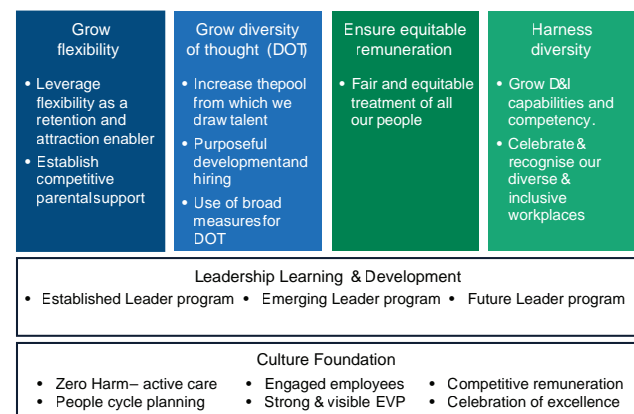 Grow
flexibility
• Leverage
flexibility as a
retention and
attraction enabler
• Establish
competitive
parental support
Grow diversity
of thought (DOT)
• Increase thepool
from which we
draw talent
• Purposeful
developmentand
hiring
• Use of broad
measures for
DOT
Ensure equitable
remuneration
• Fair and equitable
treatment of all
our people
Harness
diversity
• Grow D&I
capabilities and
competency.
• Celebrate &
recognise our
diverse &
inclusive
workplaces
Leadership Learning & Development
• Established Leader program • Emerging Leader program • Future Leader program
Culture Foundation
• Zero Harm – active care • Engaged employees • Competitive remuneration
• People cycle planning • Strong & visible EVP • Celebration of excellence